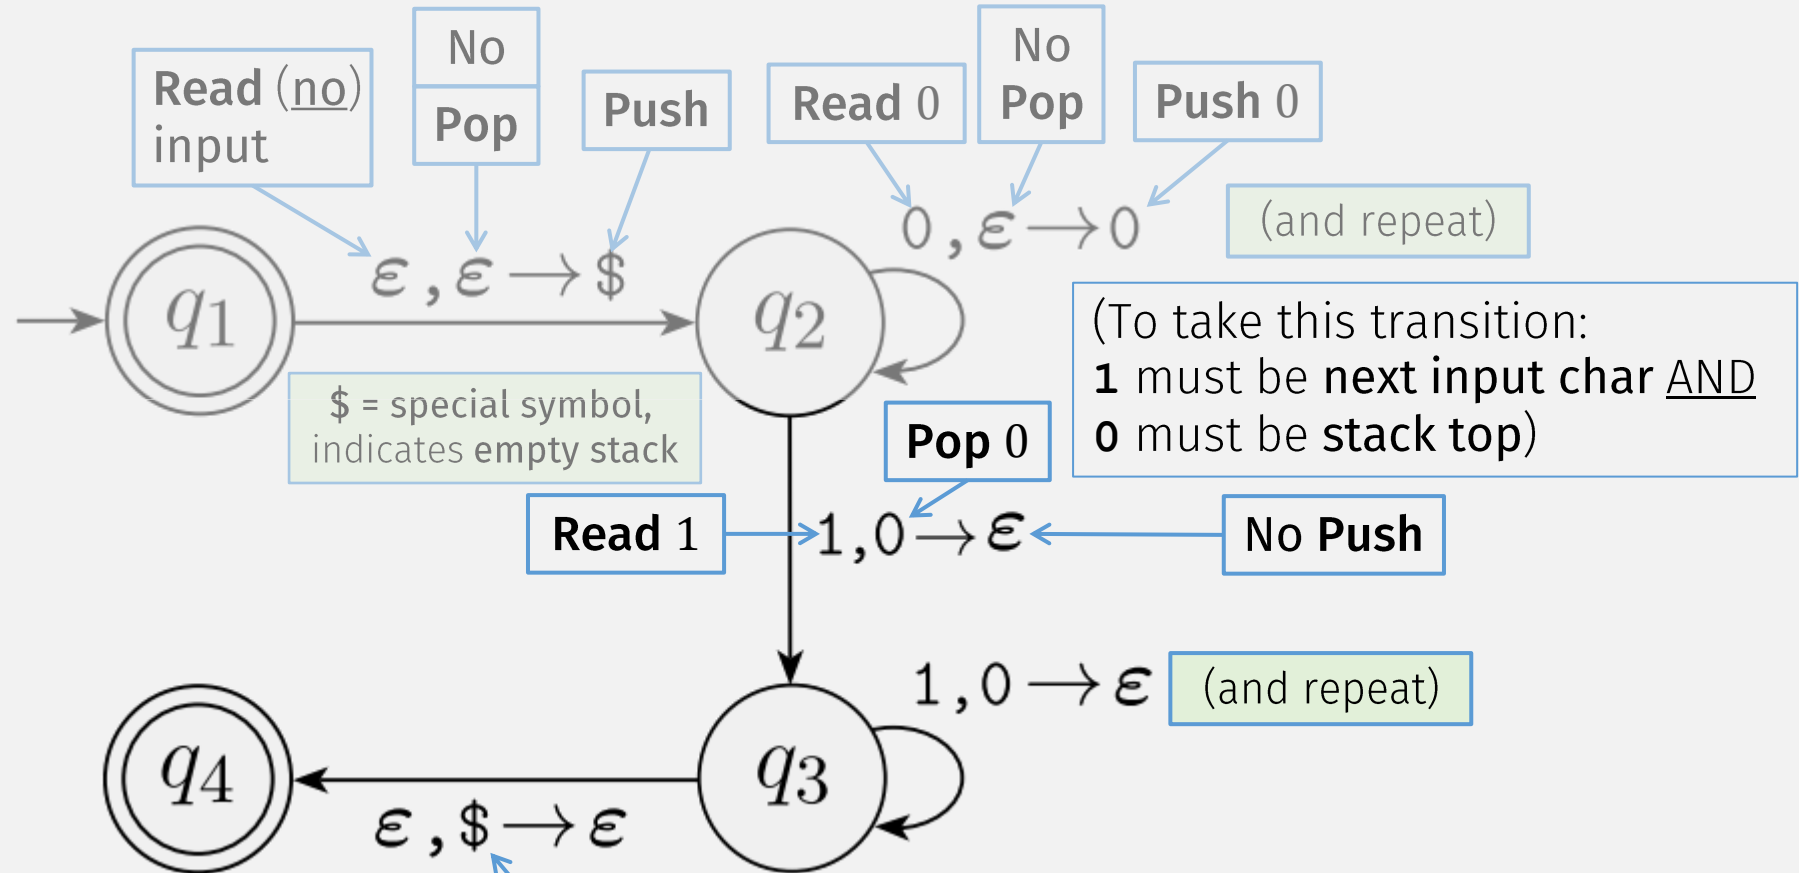 Read (no)
input
No
Pop
Push
Read 0
No
Pop
Push 0
ε,ε→$
0,ε→0
(and repeat)
q1
q2
$ = special symbol,
indicates empty stack
(To take this transition:
1 must be next input char AND
0 must be stack top)
Pop 0
Read 1
1,0→ε
No Push
1,0→ε
(and repeat)
q4
q3
ε,$→ε